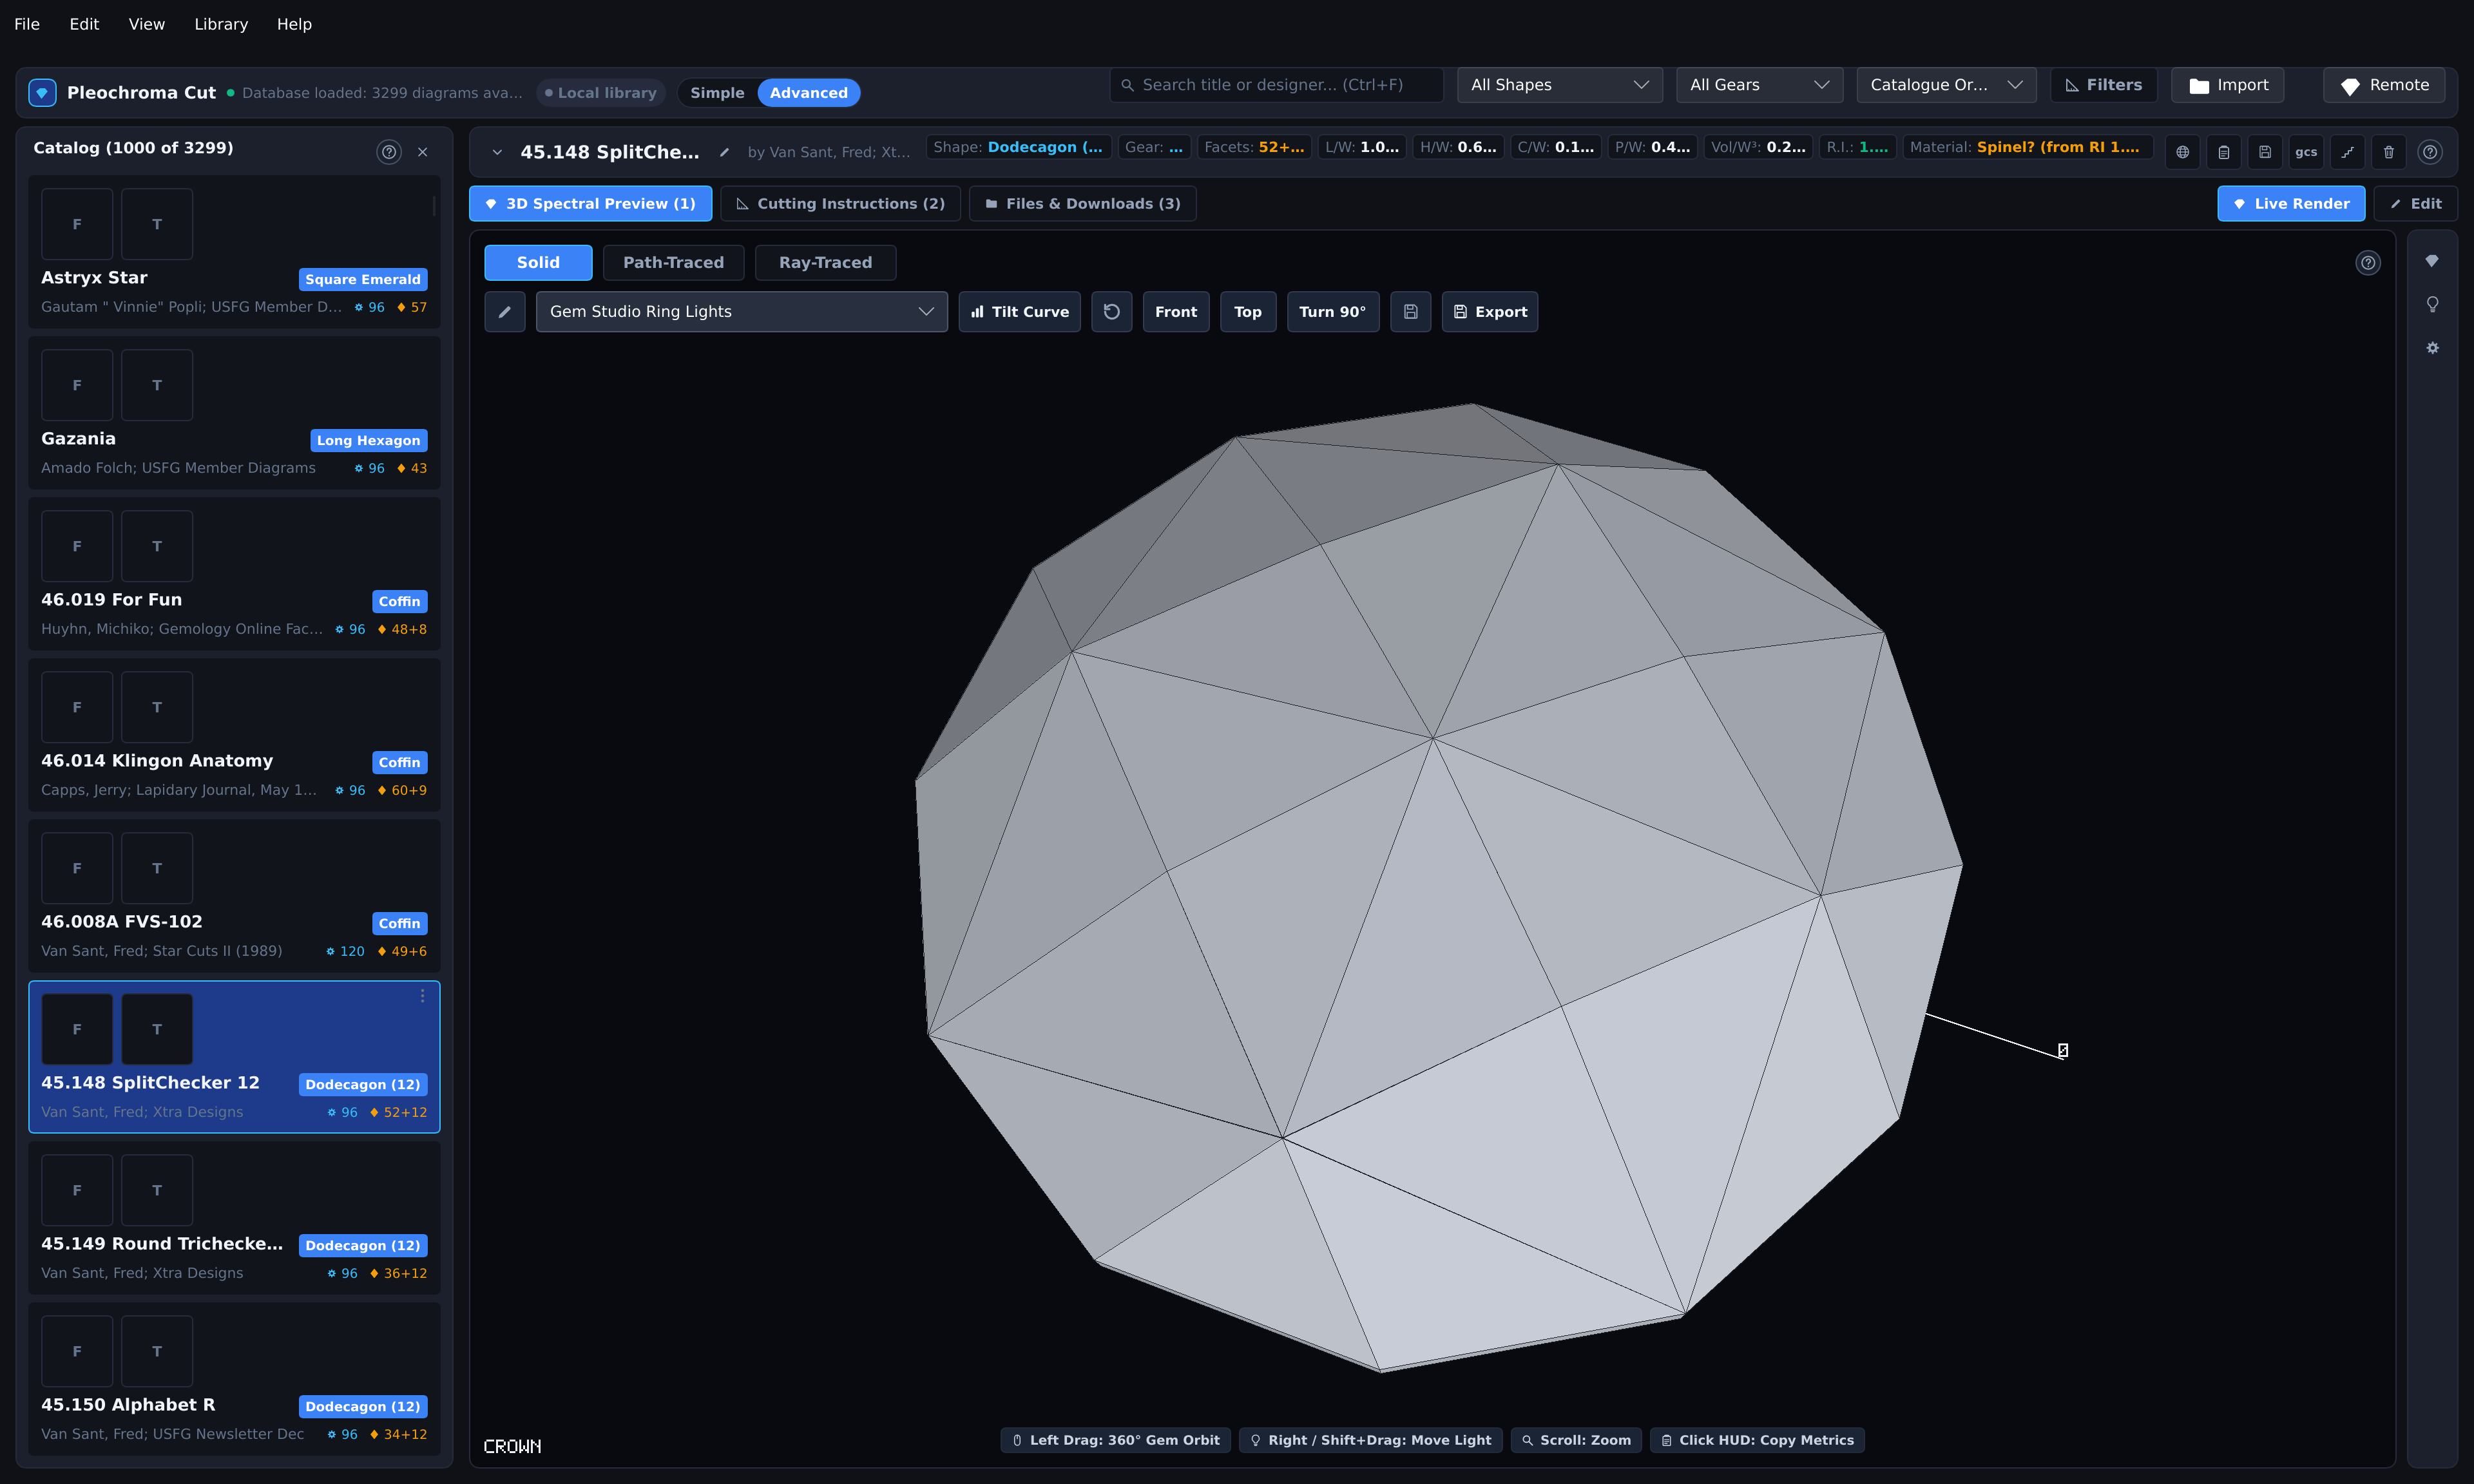 File Edit View Library Help
Pleochroma Cut Database loaded: 3299 diagrams ava... Local library Simple Advanced Search title or designer... (Ctrl+F) All Shapes All Gears Catalogue Or... Filters Import Remote
Catalog (1000 of 3299)
F T
Astryx Star Square Emerald
Gautam " Vinnie" Popli; USFG Member D... 96 57
F T
Gazania Long Hexagon
Amado Folch; USFG Member Diagrams 96 43
F T
46.019 For Fun Coffin
Huyhn, Michiko; Gemology Online Fac... 96 48+8
F T
46.014 Klingon Anatomy Coffin
Capps, Jerry; Lapidary Journal, May 1... 96 60+9
F T
46.008A FVS-102 Coffin
Van Sant, Fred; Star Cuts II (1989) 120 49+6
F T
45.148 SplitChecker 12 Dodecagon (12)
Van Sant, Fred; Xtra Designs 96 52+12
F T
45.149 Round Trichecke... Dodecagon (12)
Van Sant, Fred; Xtra Designs 96 36+12
F T
45.150 Alphabet R Dodecagon (12)
Van Sant, Fred; USFG Newsletter Dec 96 34+12
45.148 SplitChe... by Van Sant, Fred; Xt... Shape: Dodecagon (... Gear: ... Facets: 52+... L/W: 1.0... H/W: 0.6... C/W: 0.1... P/W: 0.4... Vol/W³: 0.2... R.I.: 1.... Material: Spinel? (from RI 1.... gcs
3D Spectral Preview (1) Cutting Instructions (2) Files & Downloads (3) Live Render Edit
Solid Path-Traced Ray-Traced
Gem Studio Ring Lights Tilt Curve Front Top Turn 90° Export
CROWN
Left Drag: 360° Gem Orbit Right / Shift+Drag: Move Light Scroll: Zoom Click HUD: Copy Metrics